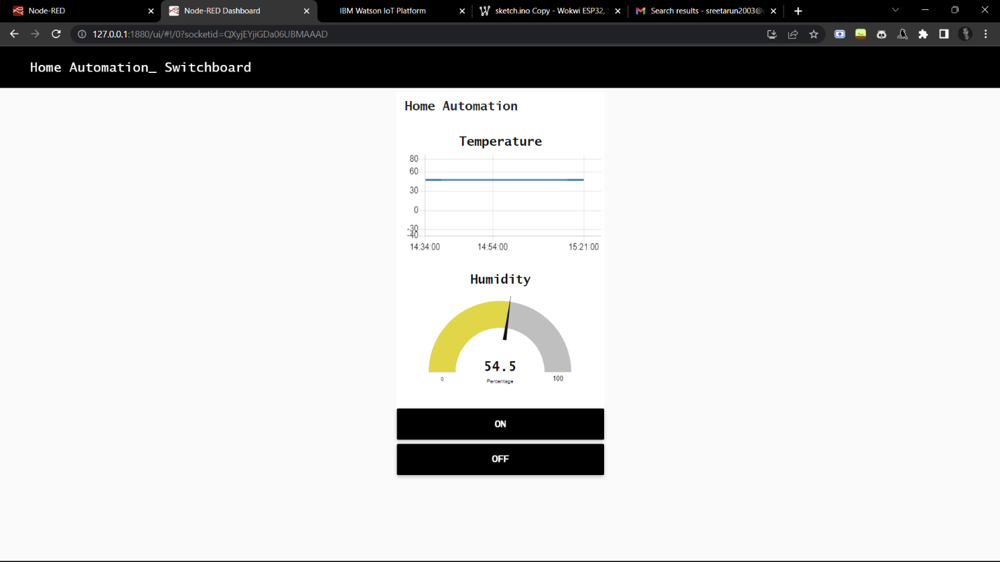 Node-RED
Node-RED Dashboard
IBM Watson IoT Platform
sketch.ino Copy - Wokwi ESP32,
Search results - sreetarun2003@
127.0.0.1:1880/ui/#!/0?socketid=QXyjEYjiGDa06UBMAAAD
Home Automation_ Switchboard
Home Automation
Temperature
80
60
30
0
-30
-40
14:34:00 14:54:00 15:21:00
Humidity
54.5
0 Percentage 100
ON
OFF